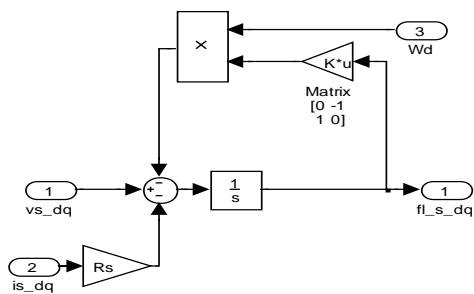 X
3
Wd
K*u
Matrix
[0 -1
1 0]
1
vs_dq
+
-
-
1
s
1
fl_s_dq
2
is_dq
Rs